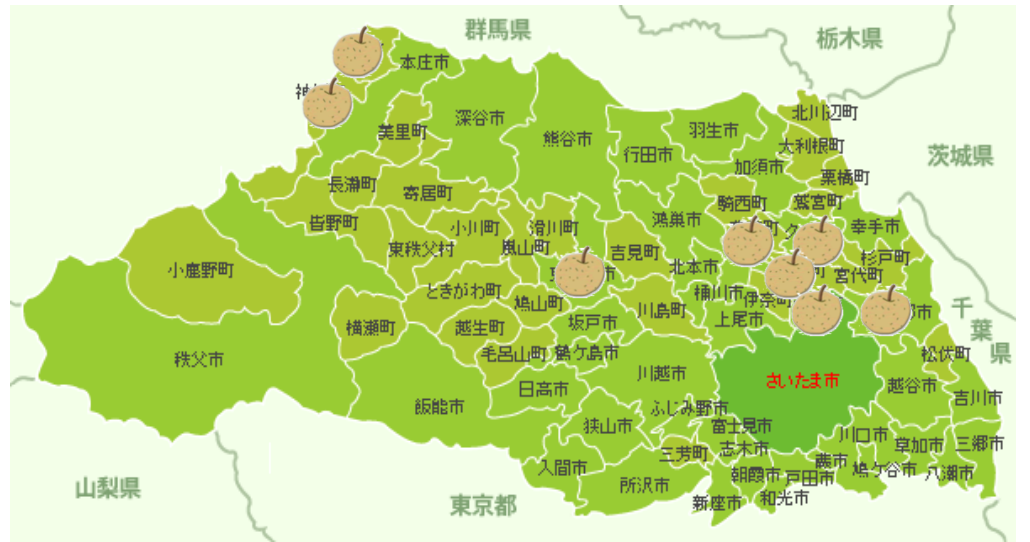 群馬県
栃木県
茨城県
千葉県
東京都
山梨県
本庄市
神
美里町
深谷市
熊谷市
行田市
羽生市
北川辺町
大利根町
加須市
栗橋町
長瀞町
寄居町
騎西町
鷲宮町
皆野町
小川町
滑川町
鴻巣市
幸手市
東秩父村
嵐山町
吉見町
杉戸町
小鹿野町
東
市
北本市
町
宮代町
ときがわ町
鳩山町
川島町
桶川市
伊奈町
横瀬町
越生町
坂戸市
上尾市
部市
秩父市
毛呂山町
鶴ケ島市
松伏町
川越市
さいたま市
越谷市
日高市
吉川市
飯能市
ふじみ野市
狭山市
富士見市
川口市
草加市
三郷市
三芳町
志木市
入間市
蕨市
鳩ケ谷市
八潮市
朝霞市
戸田市
所沢市
新座市
和光市